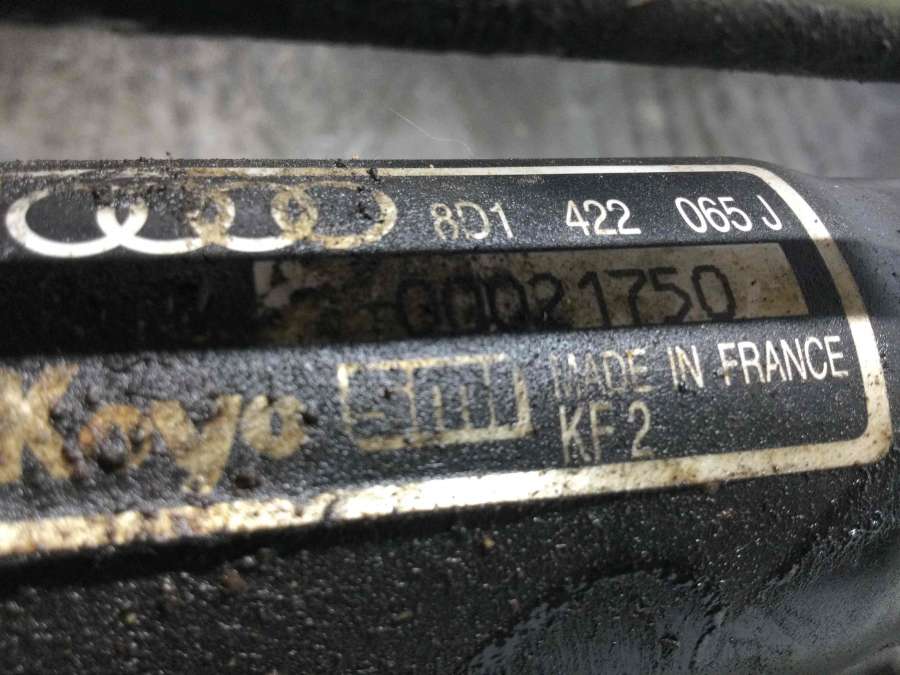 8D1 422 065 J
00021750
Koyo
MADE IN FRANCE
KF2